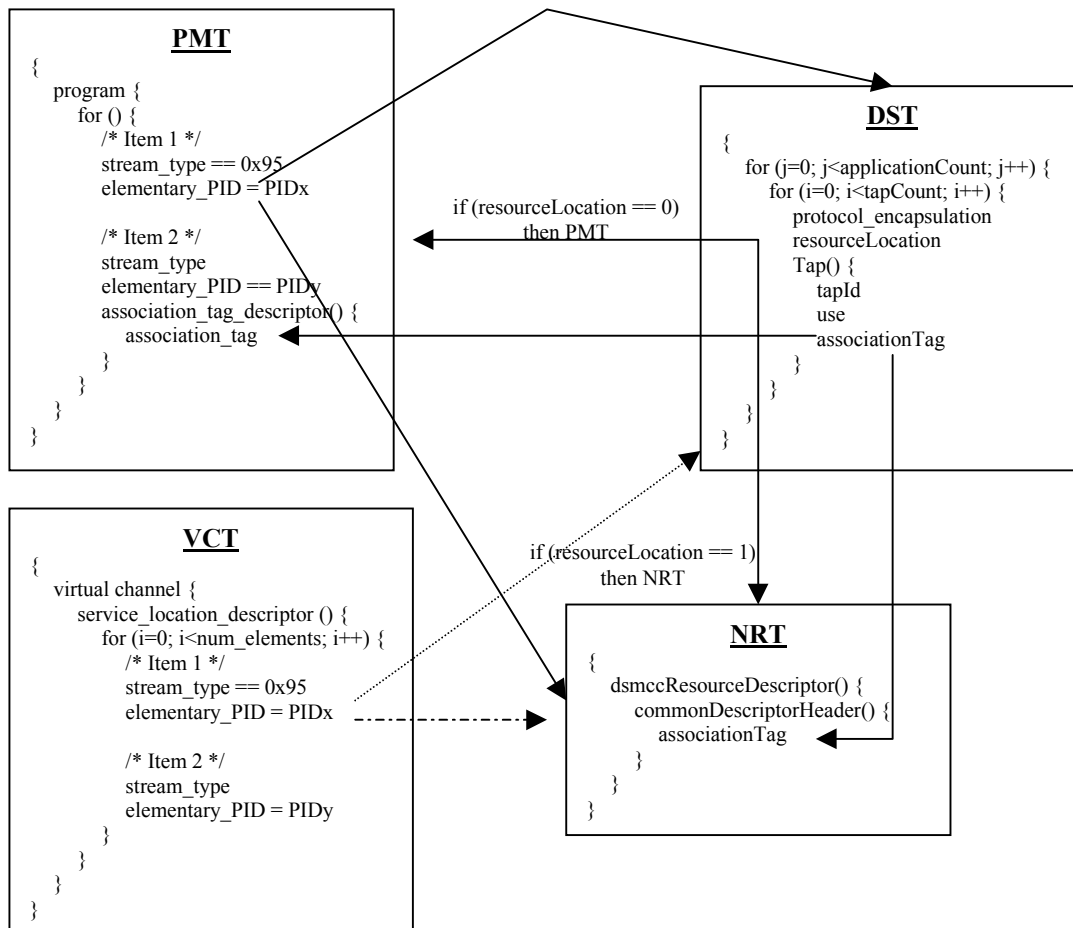 PMT
{
program {
for () {
/* Item 1 */
stream_type == 0x95
elementary_PID = PIDx
/* Item 2 */
stream_type
elementary_PID == PIDy
association_tag_descriptor() {
association_tag
}
}
}
}
if (resourceLocation == 0)
then PMT
DST
{
for (j=0; j<applicationCount; j++) {
for (i=0; i<tapCount; i++) {
protocol_encapsulation
resourceLocation
Tap() {
tapId
use
associationTag
}
}
}
}
VCT
{
virtual channel {
service_location_descriptor () {
for (i=0; i<num_elements; i++) {
/* Item 1 */
stream_type == 0x95
elementary_PID = PIDx
/* Item 2 */
stream_type
elementary_PID = PIDy
}
}
}
}
if (resourceLocation == 1)
then NRT
NRT
{
dsmccResourceDescriptor() {
commonDescriptorHeader() {
associationTag
}
}
}